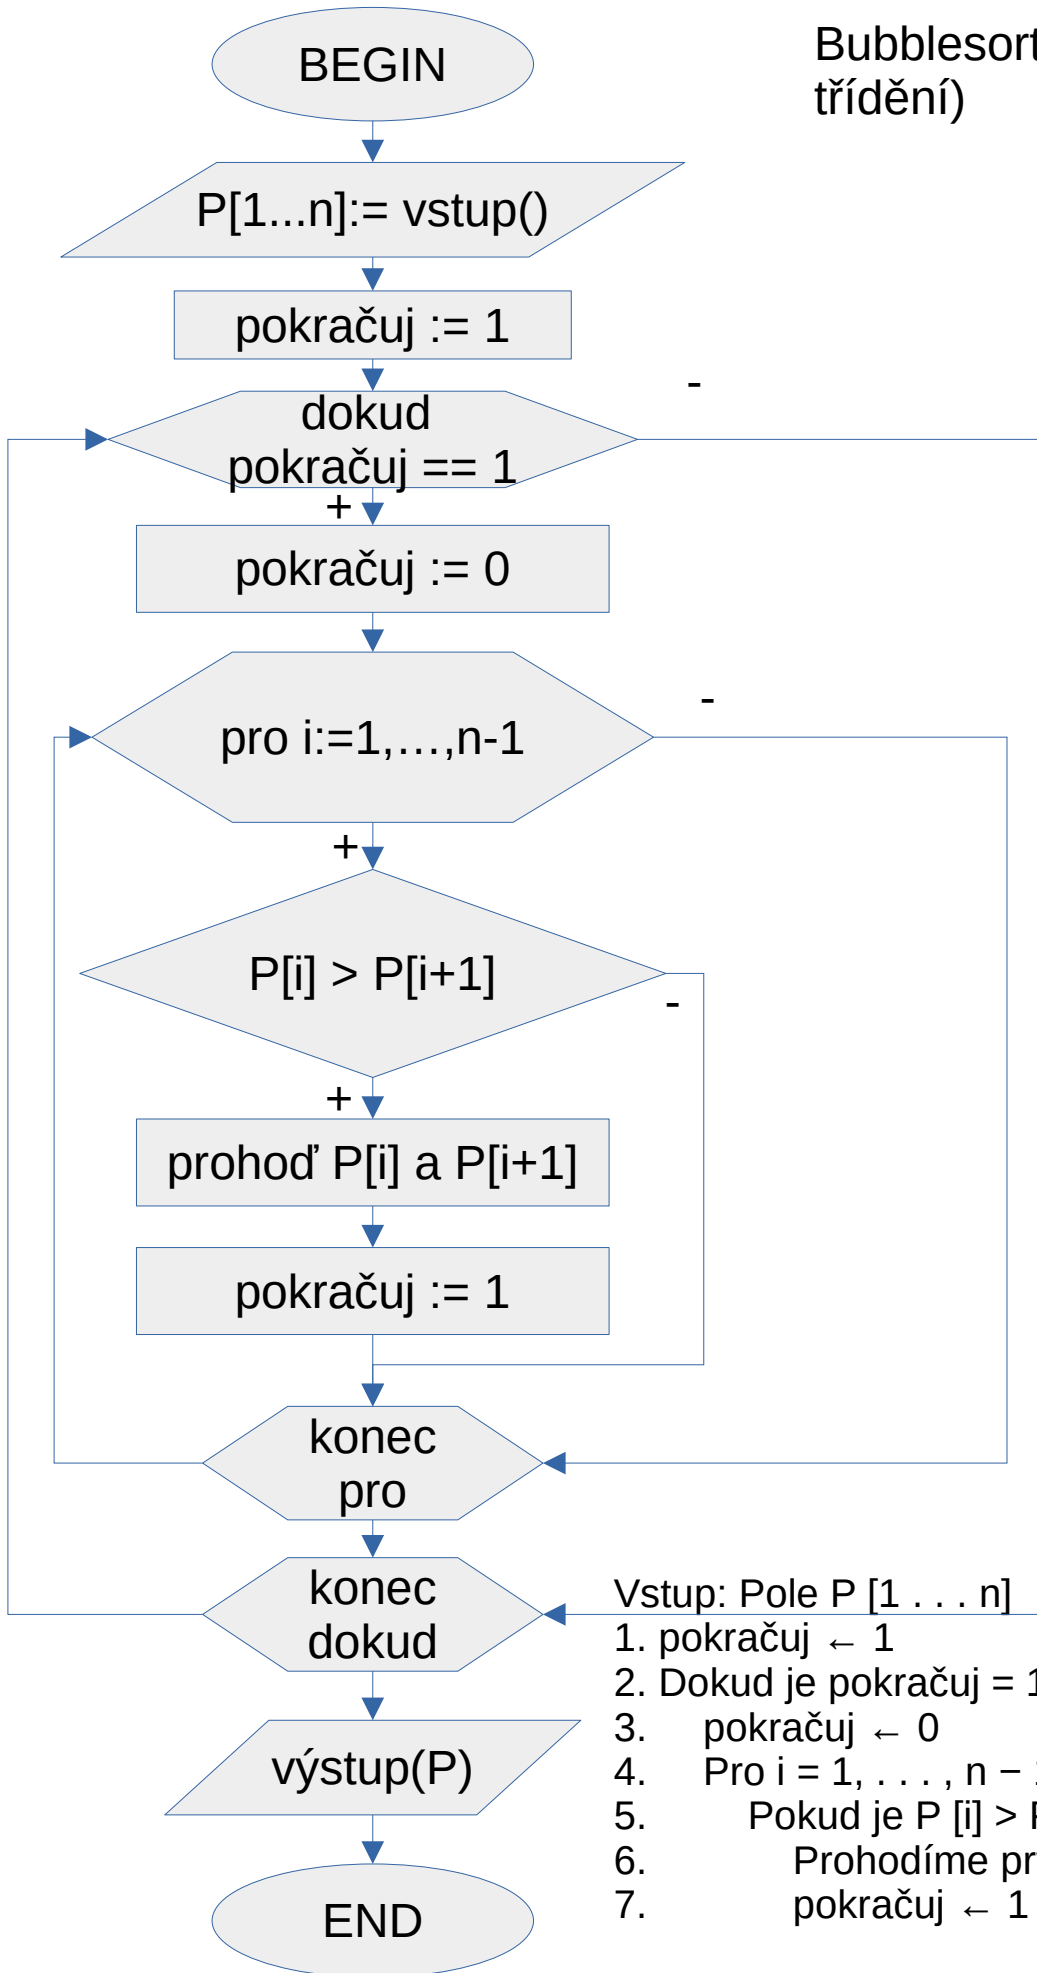 BEGIN
Bubblesort
třídění)
P[1...n]:= vstup()
pokračuj := 1
-
dokud
pokračuj == 1
+
pokračuj := 0
-
pro i:=1,…,n-1
+
P[i] > P[i+1]
-
+
prohoď P[i] a P[i+1]
pokračuj := 1
konec
pro
konec
dokud
výstup(P)
END
Vstup: Pole P [1 . . . n]
1. pokračuj ← 1
2. Dokud je pokračuj = 1
3. pokračuj ← 0
4. Pro i = 1, . . . , n −
5. Pokud je P [i] >
6. Prohodíme
7. pokračuj ← 1